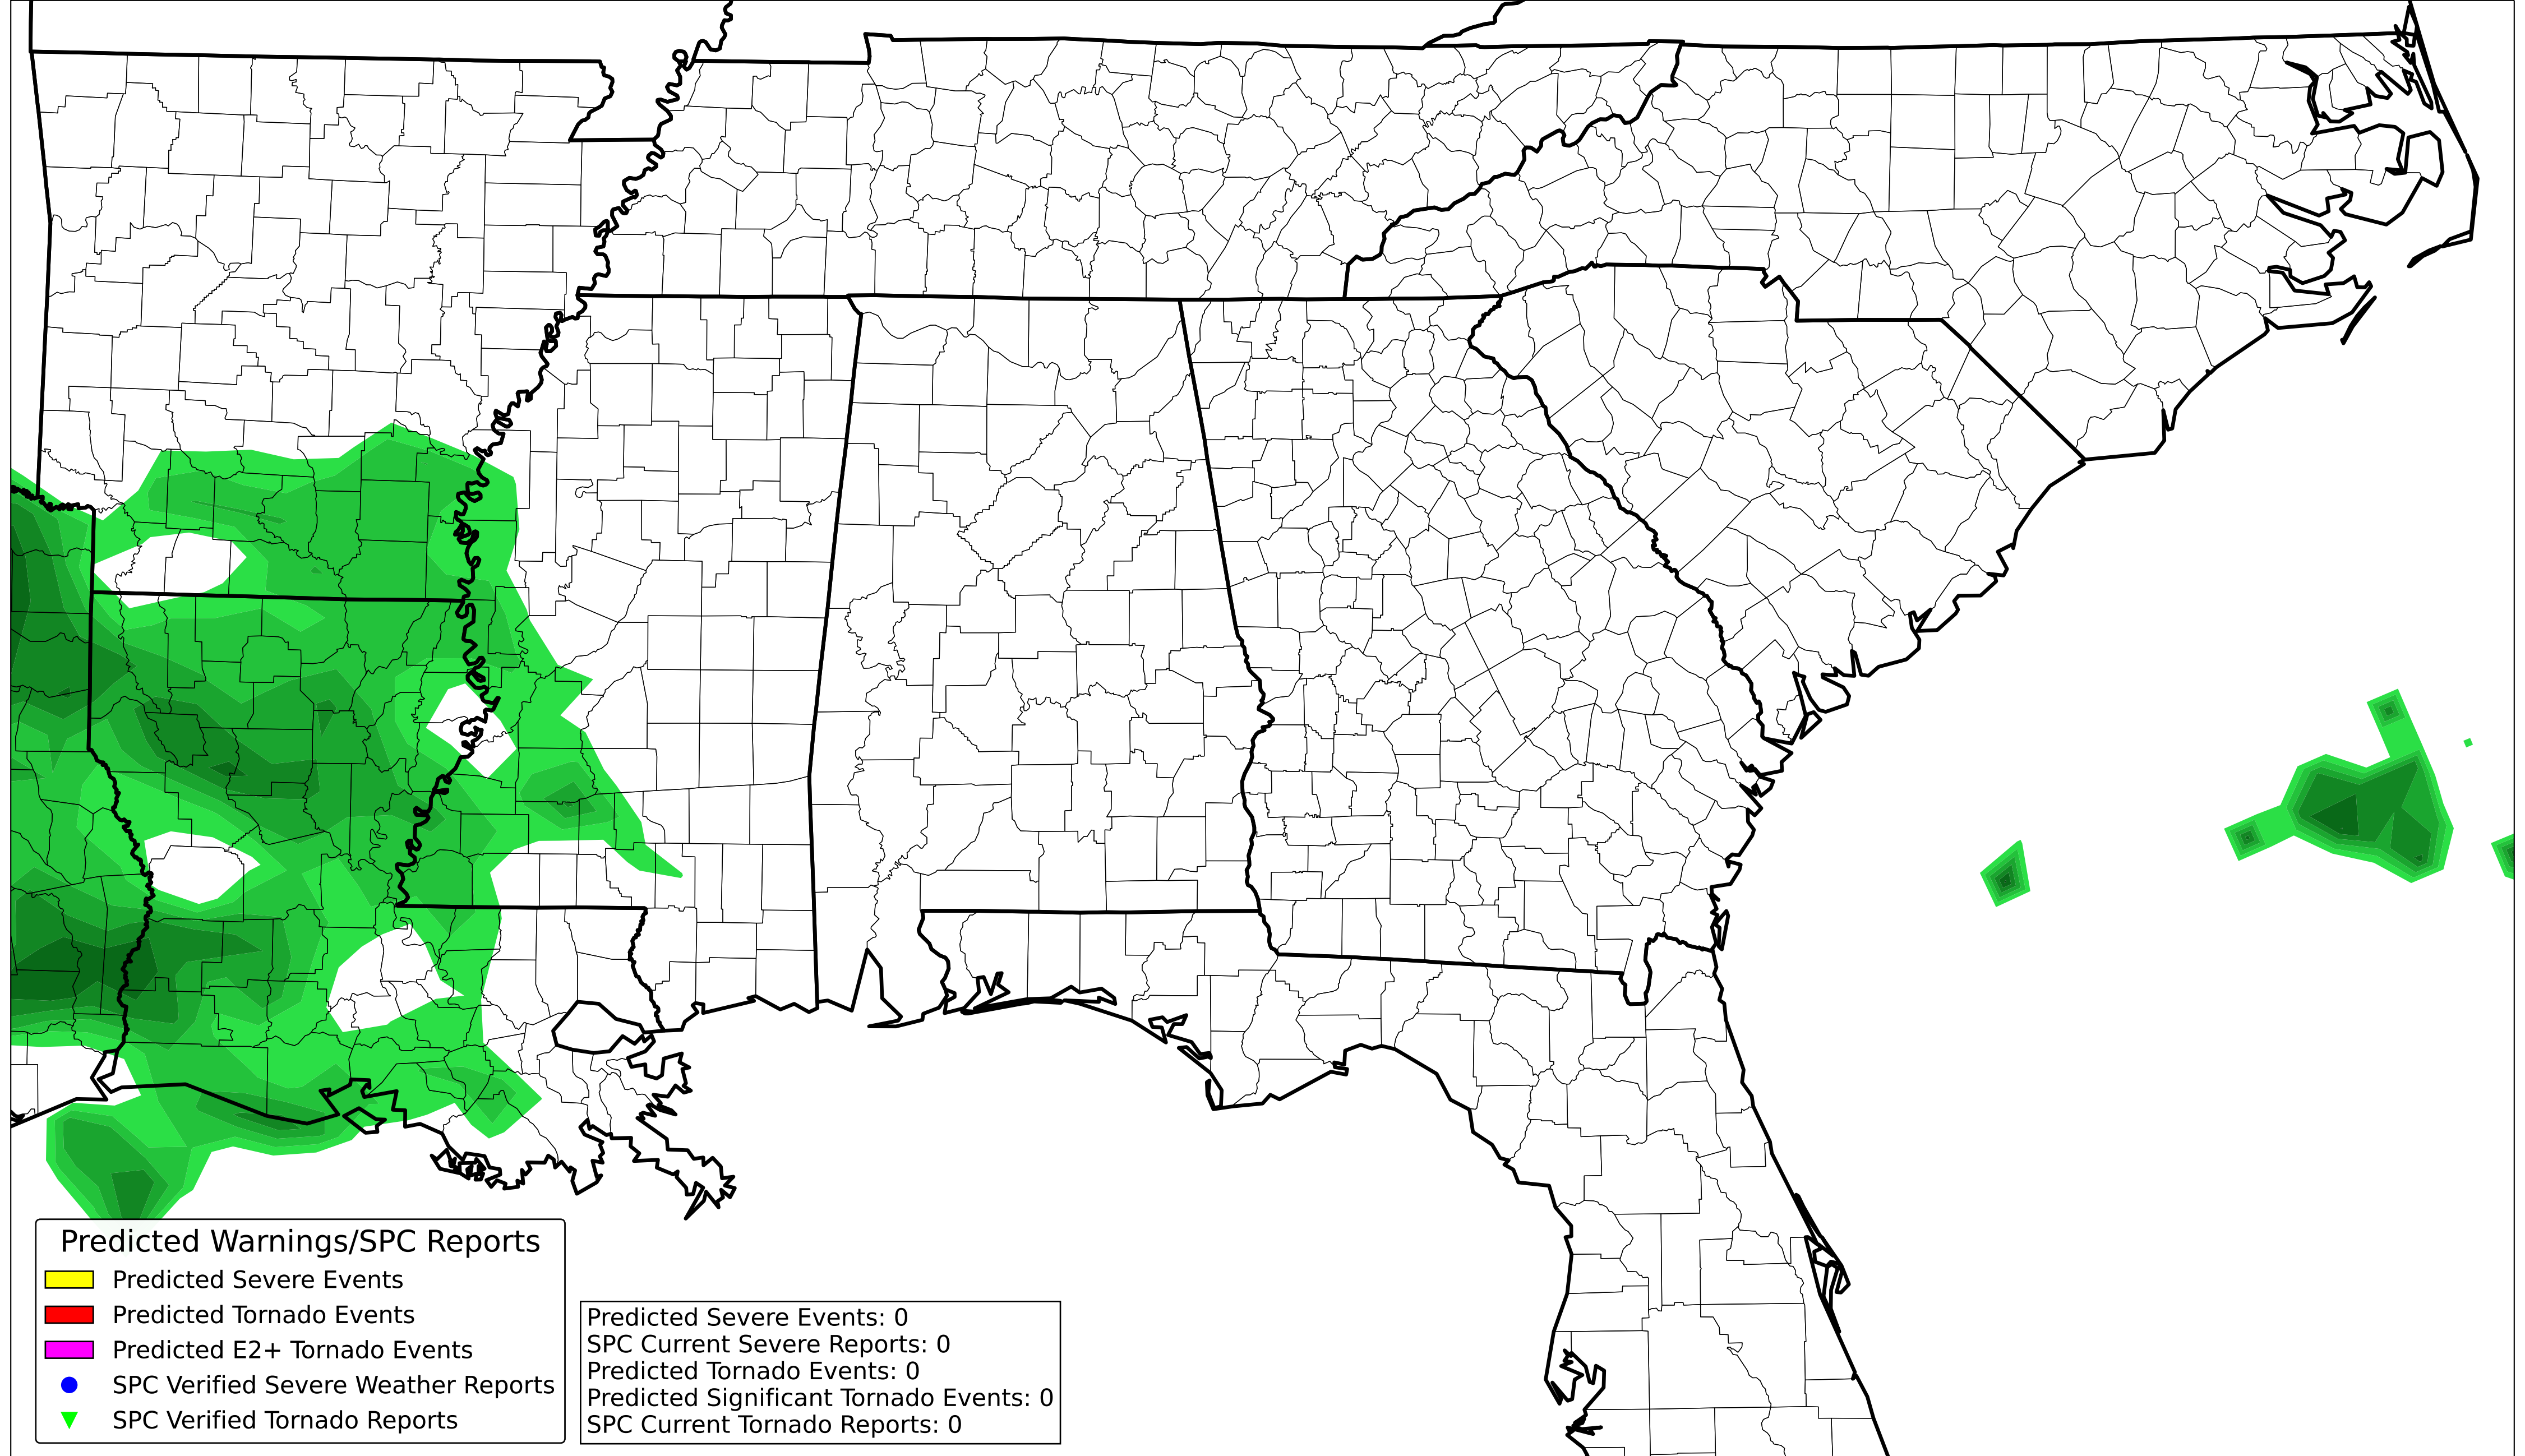 Predicted Warnings/SPC Reports
Predicted Severe Events
Predicted Tornado Events
Predicted E2+ Tornado Events
SPC Verified Severe Weather Reports
SPC Verified Tornado Reports
Predicted Severe Events: 0
SPC Current Severe Reports: 0
Predicted Tornado Events: 0
Predicted Significant Tornado Events: 0
SPC Current Tornado Reports: 0